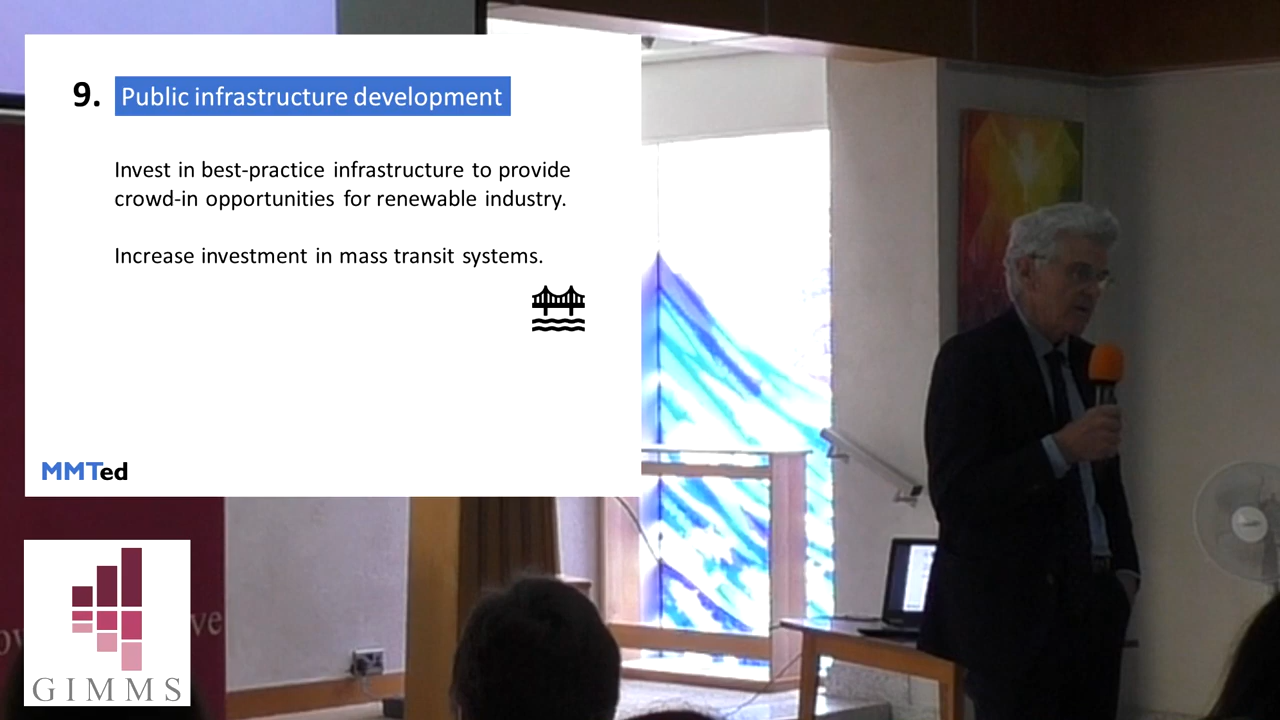 9. Public infrastructure development
Invest in best-practice infrastructure to provide
crowd-in opportunities for renewable industry.
Increase investment in mass transit systems.
MMTed
GIMMS